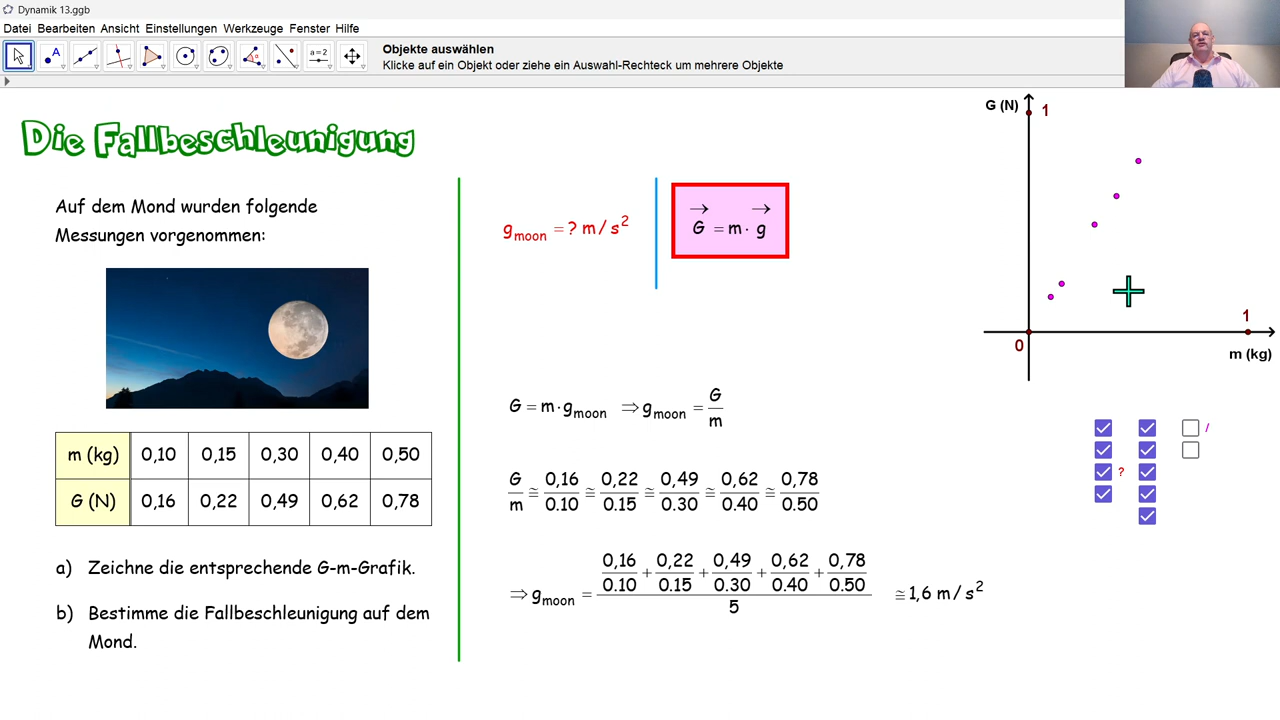 Dynamik 13.ggb
Datei Bearbeiten Ansicht Einstellungen Werkzeuge Fenster Hilfe
A
a=2
Objekte auswählen
Klicke auf ein Objekt oder ziehe ein Auswahl-Rechteck um mehrere Objekte
Die Fallbeschleunigung
Auf dem Mond wurden folgende
Messungen vorgenommen:
m (kg) 0,10 0,15 0,30 0,40 0,50
G (N) 0,16 0,22 0,49 0,62 0,78
a) Zeichne die entsprechende G-m-Grafik.
b) Bestimme die Fallbeschleunigung auf dem
Mond.
g moon = ? m/s²
G⃗ = m · g⃗
G = m · g moon ⇒ g moon = G/m
G/m ≅ 0,16/0.10 ≅ 0,22/0.15 ≅ 0,49/0.30 ≅ 0,62/0.40 ≅ 0,78/0.50
⇒ g moon = (0,16/0.10 + 0,22/0.15 + 0,49/0.30 + 0,62/0.40 + 0,78/0.50)/5 ≅ 1,6 m/s²
G (N)
1
0
1
m (kg)
/
?